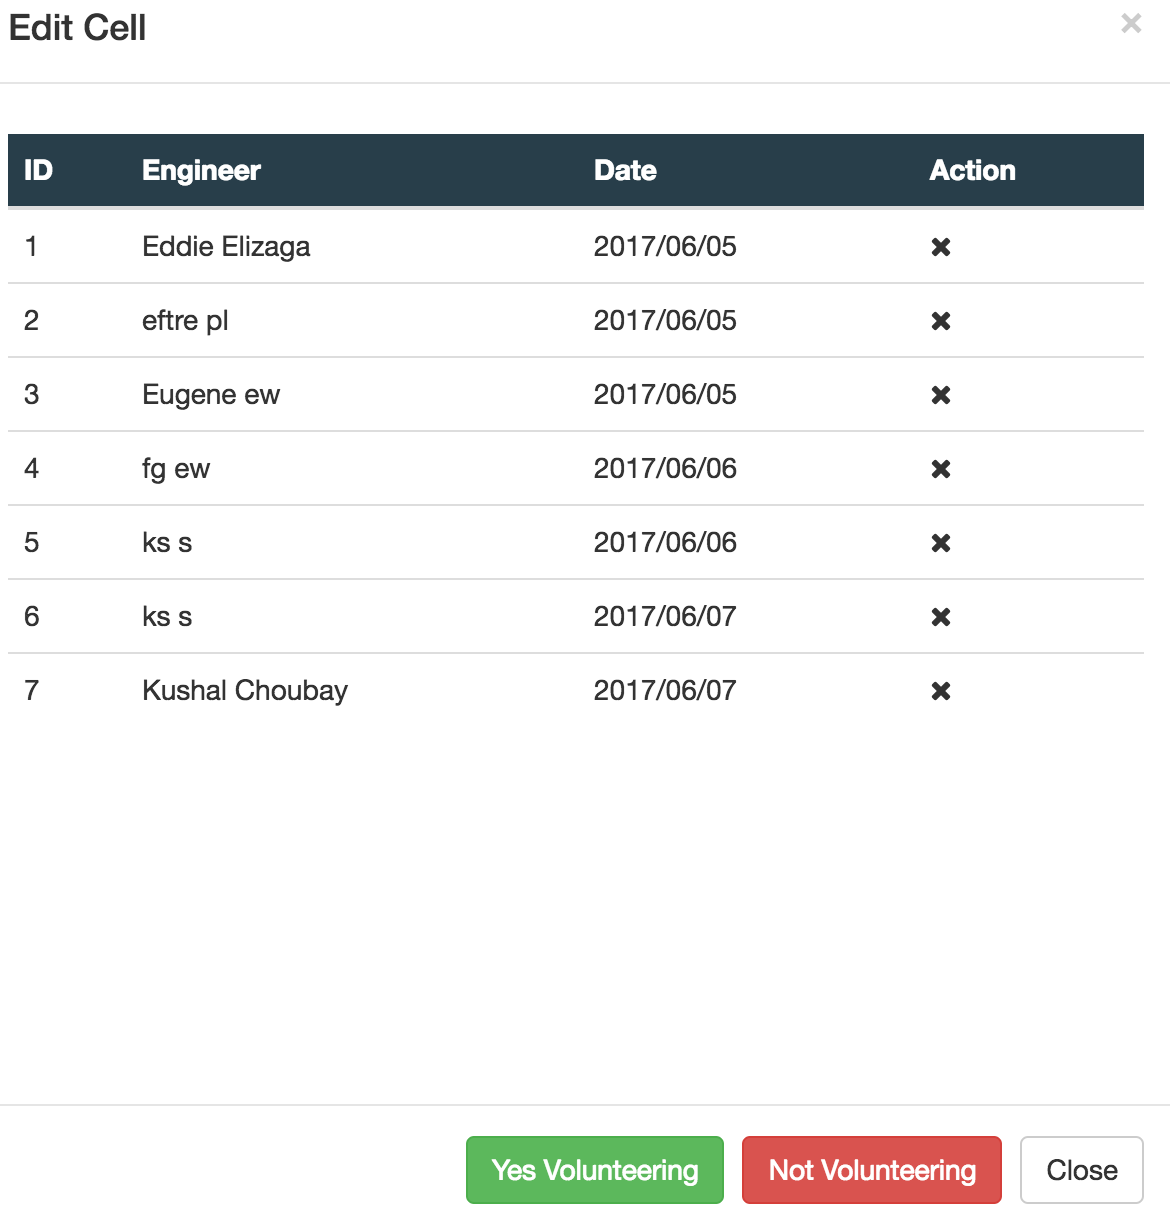 Edit Cell ×
ID Engineer Date Action
1 Eddie Elizaga 2017/06/05 ✖
2 eftre pl 2017/06/05 ✖
3 Eugene ew 2017/06/05 ✖
4 fg ew 2017/06/06 ✖
5 ks s 2017/06/06 ✖
6 ks s 2017/06/07 ✖
7 Kushal Choubay 2017/06/07 ✖
Yes Volunteering Not Volunteering Close